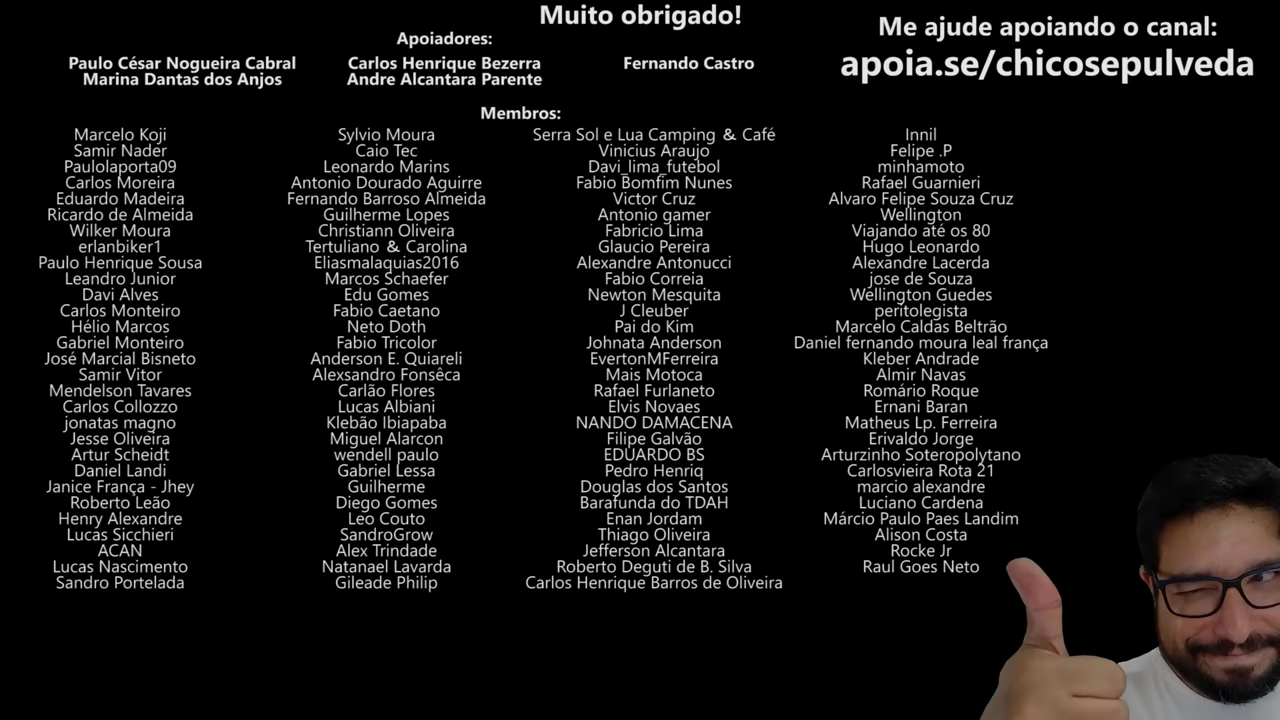 Muito obrigado!
Me ajude apoiando o canal:
apoia.se/chicosepulveda
Apoiadores:
Paulo César Nogueira Cabral
Marina Dantas dos Anjos
Carlos Henrique Bezerra
Andre Alcantara Parente
Fernando Castro
Membros:
Marcelo Koji
Samir Nader
Paulolaporta09
Carlos Moreira
Eduardo Madeira
Ricardo de Almeida
Wilker Moura
erlanbiker1
Paulo Henrique Sousa
Leandro Junior
Davi Alves
Carlos Monteiro
Hélio Marcos
Gabriel Monteiro
José Marcial Bisneto
Samir Vitor
Mendelson Tavares
Carlos Collozzo
jonatas magno
Jesse Oliveira
Artur Scheidt
Daniel Landi
Janice França - Jhey
Roberto Leão
Henry Alexandre
Lucas Sicchieri
ACAN
Lucas Nascimento
Sandro Portelada
Sylvio Moura
Caio Tec
Leonardo Marins
Antonio Dourado Aguirre
Fernando Barroso Almeida
Guilherme Lopes
Christiann Oliveira
Tertuliano & Carolina
Eliasmalaquias2016
Marcos Schaefer
Edu Gomes
Fabio Caetano
Neto Doth
Fabio Tricolor
Anderson E. Quiareli
Alexsandro Fonsêca
Carlão Flores
Lucas Albiani
Klebão Ibiapaba
Miguel Alarcon
wendell paulo
Gabriel Lessa
Guilherme
Diego Gomes
Leo Couto
SandroGrow
Alex Trindade
Natanael Lavarda
Gileade Philip
Serra Sol e Lua Camping & Café
Vinicius Araujo
Davi_lima_futebol
Fabio Bomfim Nunes
Victor Cruz
Antonio gamer
Fabricio Lima
Glaucio Pereira
Alexandre Antonucci
Fabio Correia
Newton Mesquita
J Cleuber
Pai do Kim
Johnata Anderson
EvertonMFerreira
Mais Motoca
Rafael Furlaneto
Elvis Novaes
NANDO DAMACENA
Filipe Galvão
EDUARDO BS
Pedro Henriq
Douglas dos Santos
Barafunda do TDAH
Enan Jordam
Thiago Oliveira
Jefferson Alcantara
Roberto Deguti de B. Silva
Carlos Henrique Barros de Oliveira
Innil
Felipe .P
minhamoto
Rafael Guarnieri
Alvaro Felipe Souza Cruz
Wellington
Viajando até os 80
Hugo Leonardo
Alexandre Lacerda
jose de Souza
Wellington Guedes
peritolegista
Marcelo Caldas Beltrão
Daniel fernando moura leal frança
Kleber Andrade
Almir Navas
Romário Roque
Ernani Baran
Matheus Lp. Ferreira
Erivaldo Jorge
Arturzinho Soteropolytano
Carlosvieira Rota 21
marcio alexandre
Luciano Cardena
Márcio Paulo Paes Landim
Alison Costa
Rocke Jr
Raul Goes Neto